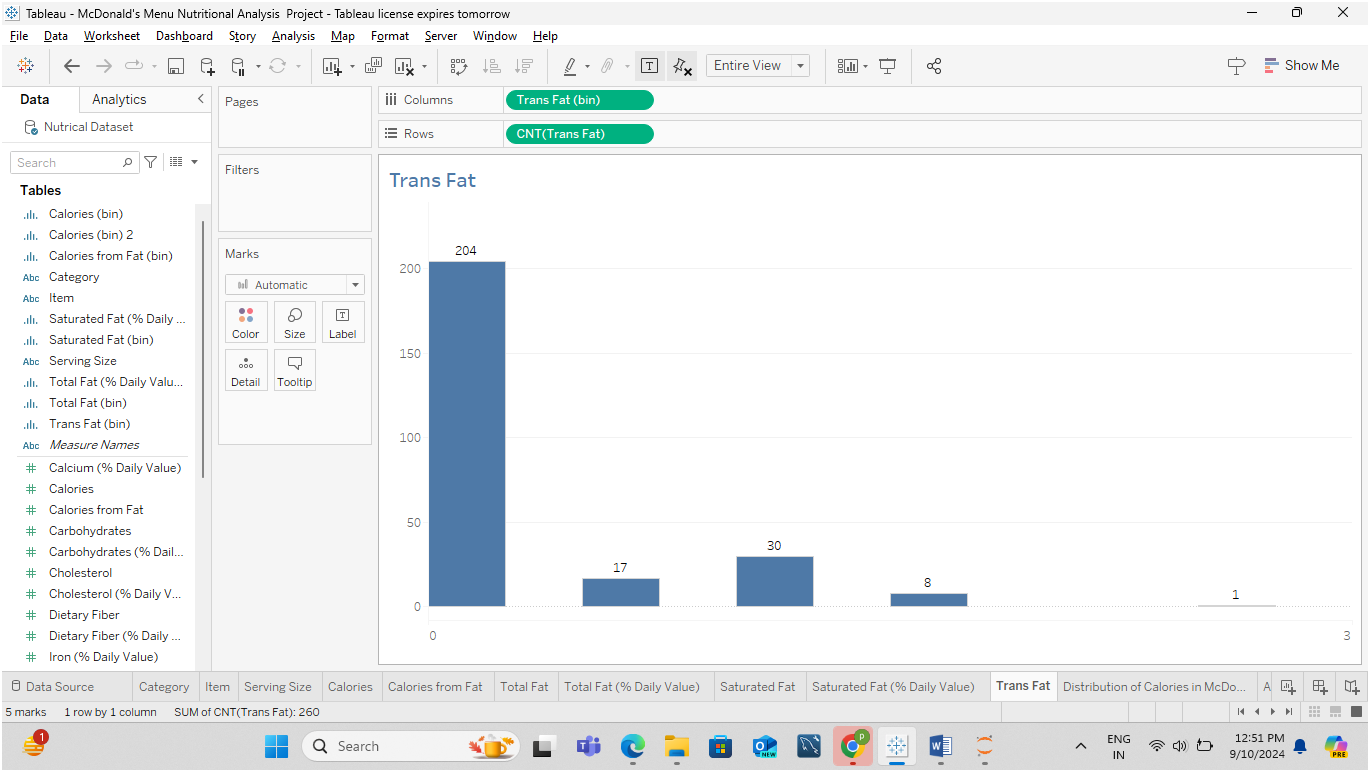 Tableau - McDonald's Menu Nutritional Analysis  Project - Tableau license expires tomorrow
File Data Worksheet Dashboard Story Analysis Map Format Server Window Help
Entire View
Show Me
Data Analytics
Nutrical Dataset
Search
Tables
Calories (bin)
Calories (bin) 2
Calories from Fat (bin)
Abc Category
Abc Item
Saturated Fat (% Daily ...
Saturated Fat (bin)
Abc Serving Size
Total Fat (% Daily Valu...
Total Fat (bin)
Trans Fat (bin)
Abc Measure Names
Calcium (% Daily Value)
Calories
Calories from Fat
Carbohydrates
Carbohydrates (% Dail...
Cholesterol
Cholesterol (% Daily V...
Dietary Fiber
Dietary Fiber (% Daily ...
Iron (% Daily Value)
Pages
Filters
Marks
Automatic
Color Size Label
Detail Tooltip
Columns Trans Fat (bin)
Rows CNT(Trans Fat)
Trans Fat
204
200
150
100
50
0
17
30
8
1
0 3
Data Source Category Item Serving Size Calories Calories from Fat Total Fat Total Fat (% Daily Value) Saturated Fat Saturated Fat (% Daily Value) Trans Fat Distribution of Calories in McDo... A
5 marks 1 row by 1 column SUM of CNT(Trans Fat): 260
1
Search
NEW
P
ENG
IN
12:51 PM
9/10/2024
PRE